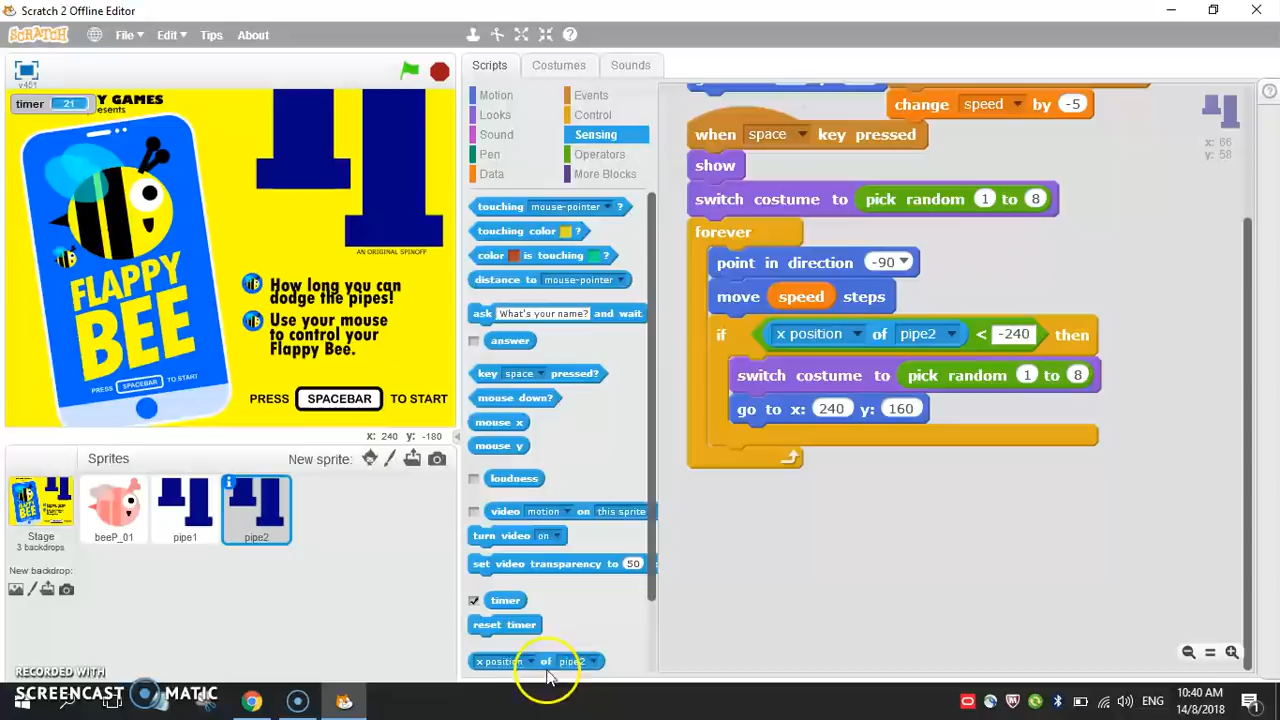 Scratch 2 Offline Editor
SCRATCH File Edit Tips About
v461
timer 21
Y GAMES
esents
FLAPPY
BEE
PRESS SPACEBAR TO START
AN ORIGINAL SPINOFF
How long you can
dodge the pipes!
Use your mouse
to control your
Flappy Bee.
PRESS SPACEBAR TO START
x: 240 y: -180
Sprites New sprite:
Stage
3 backdrops
New backdrop:
beeP_01
pipe1
pipe2
Scripts Costumes Sounds
Motion Events
Looks Control
Sound Sensing
Pen Operators
Data More Blocks
touching mouse-pointer ?
touching color ?
color is touching ?
distance to mouse-pointer
ask What's your name? and wait
answer
key space pressed?
mouse down?
mouse x
mouse y
loudness
video motion on this sprite
turn video on
set video transparency to 50
timer
reset timer
x position of pipe2
change speed by -5
when space key pressed
show
switch costume to pick random 1 to 8
forever
point in direction -90
move speed steps
if x position of pipe2 < -240 then
switch costume to pick random 1 to 8
go to x: 240 y: 160
x: 66
y: 58
RECORDED WITH
SCREENCAST MATIC
ENG
10:40 AM
14/8/2018